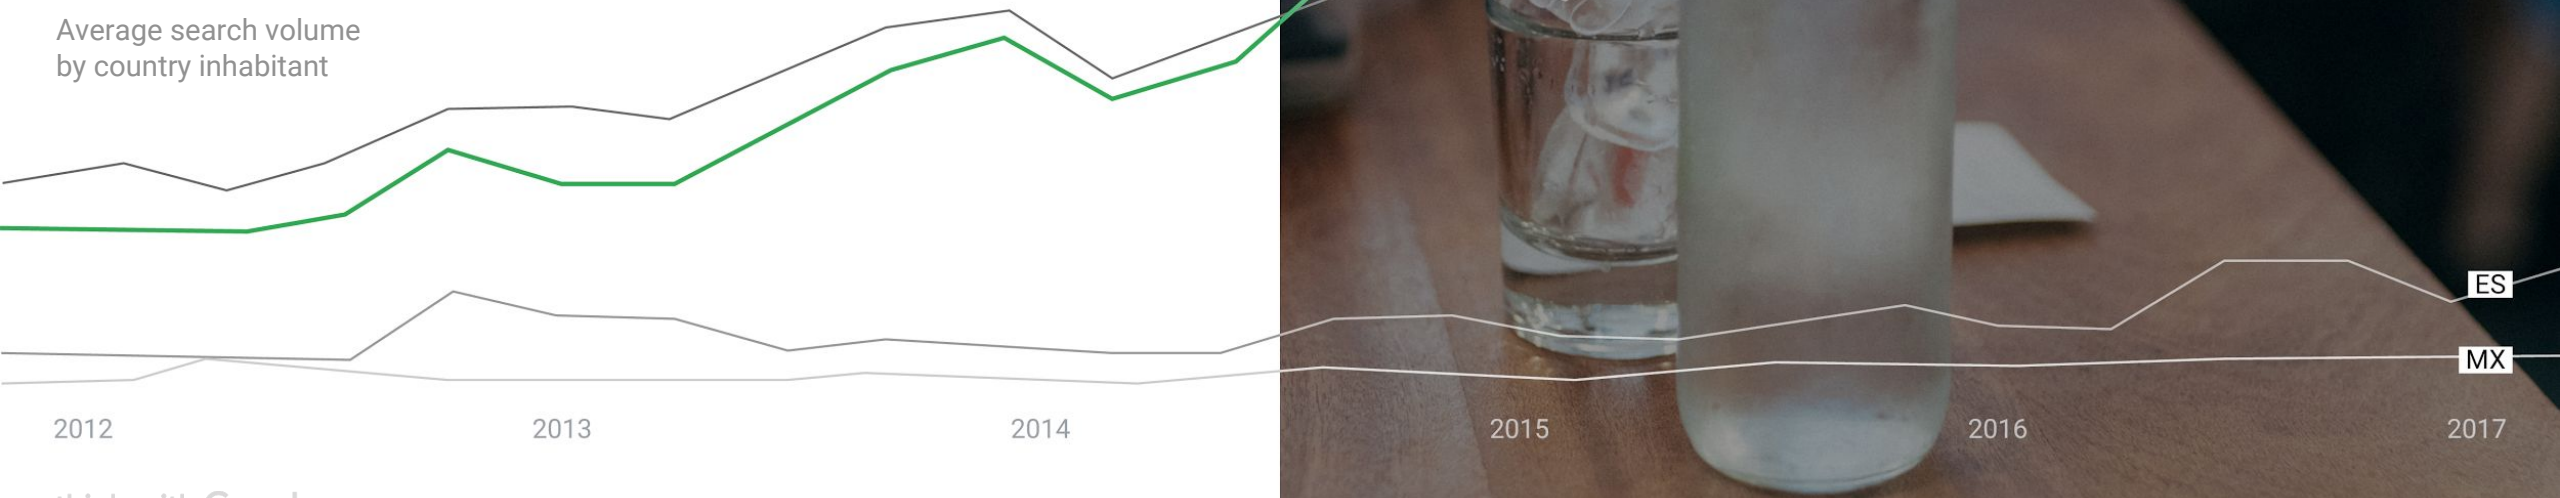 Average search volume
by country inhabitant
ES
MX
2012 2013 2014 2015 2016 2017